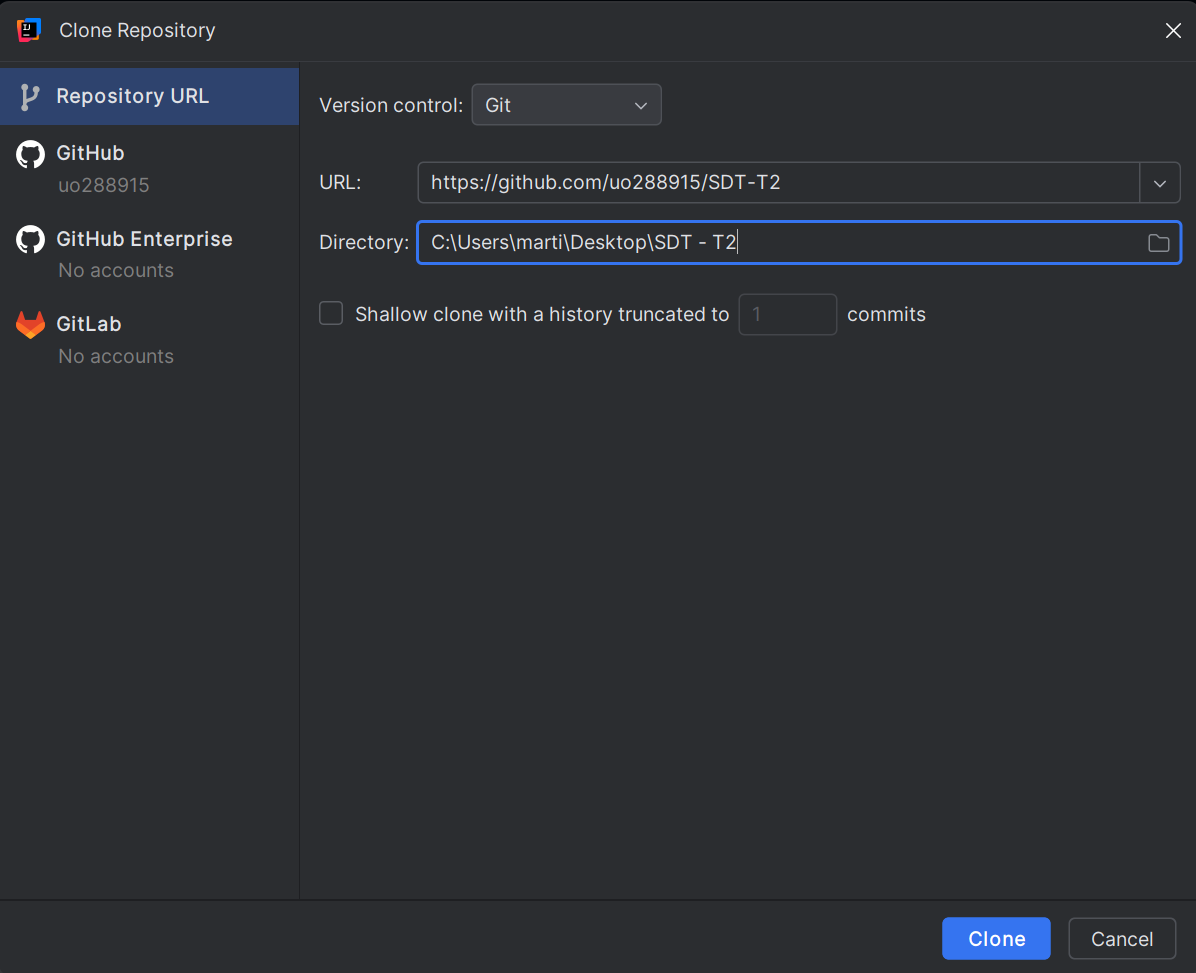 Clone Repository
Repository URL
GitHub
uo288915
GitHub Enterprise
No accounts
GitLab
No accounts
Version control: Git
URL: https://github.com/uo288915/SDT-T2
Directory: C:\Users\marti\Desktop\SDT - T2
Shallow clone with a history truncated to 1 commits
Clone Cancel